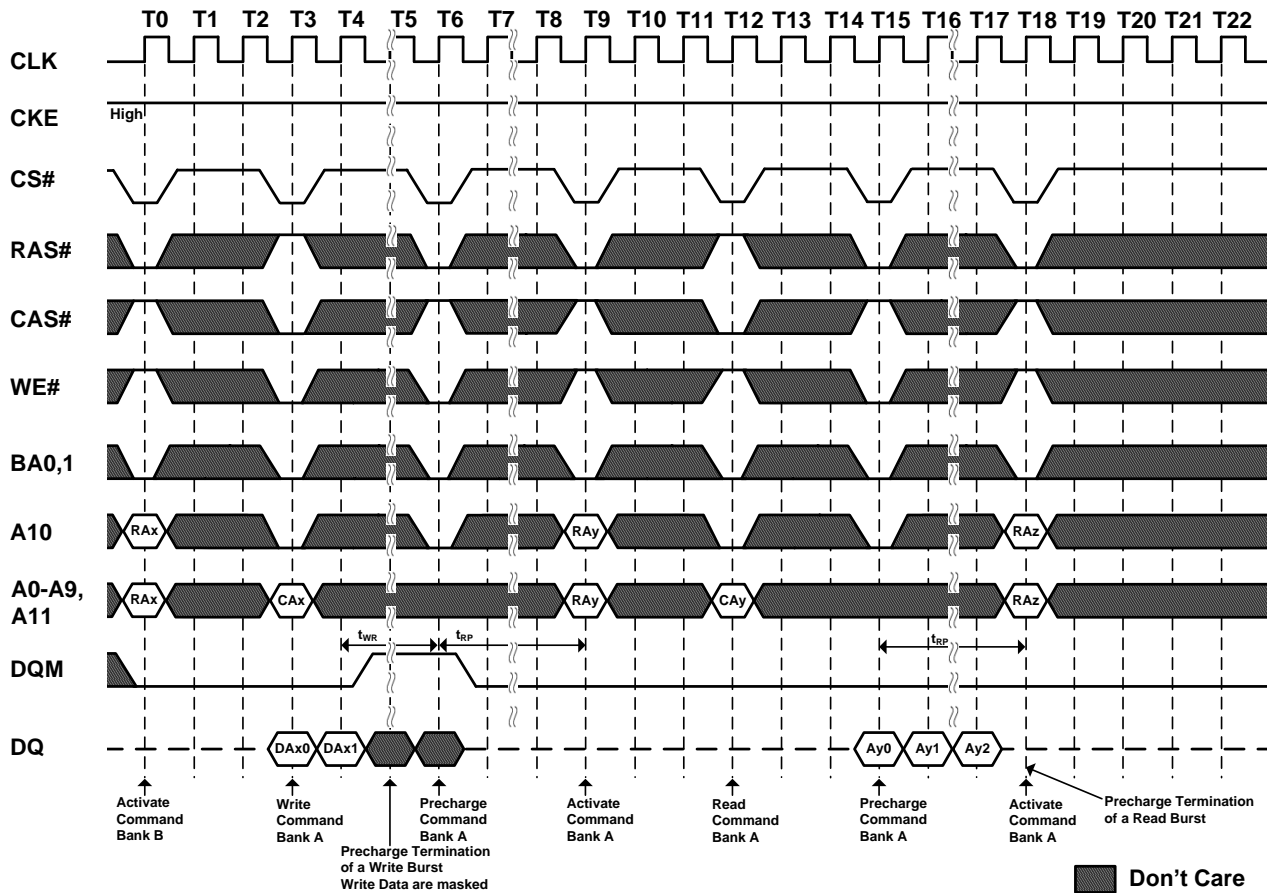 T0 T1 T2 T3 T4 T5 T6 T7 T8 T9 T10 T11 T12 T13 T14 T15 T16 T17 T18 T19 T20 T21 T22
CLK
CKE
High
CS#
RAS#
CAS#
WE#
BA0,1
A10
RAx RAy RAz
A0-A9,
A11
RAx CAx RAy CAy RAz
tWR tRP tRP
DQM
DQ
DAx0 DAx1 Ay0 Ay1 Ay2
Activate
Command
Bank B
Write
Command
Bank A
Precharge Termination
of a Write Burst
Write Data are masked
Precharge
Command
Bank A
Activate
Command
Bank A
Read
Command
Bank A
Precharge
Command
Bank A
Activate
Command
Bank A
Precharge Termination
of a Read Burst
Don't Care